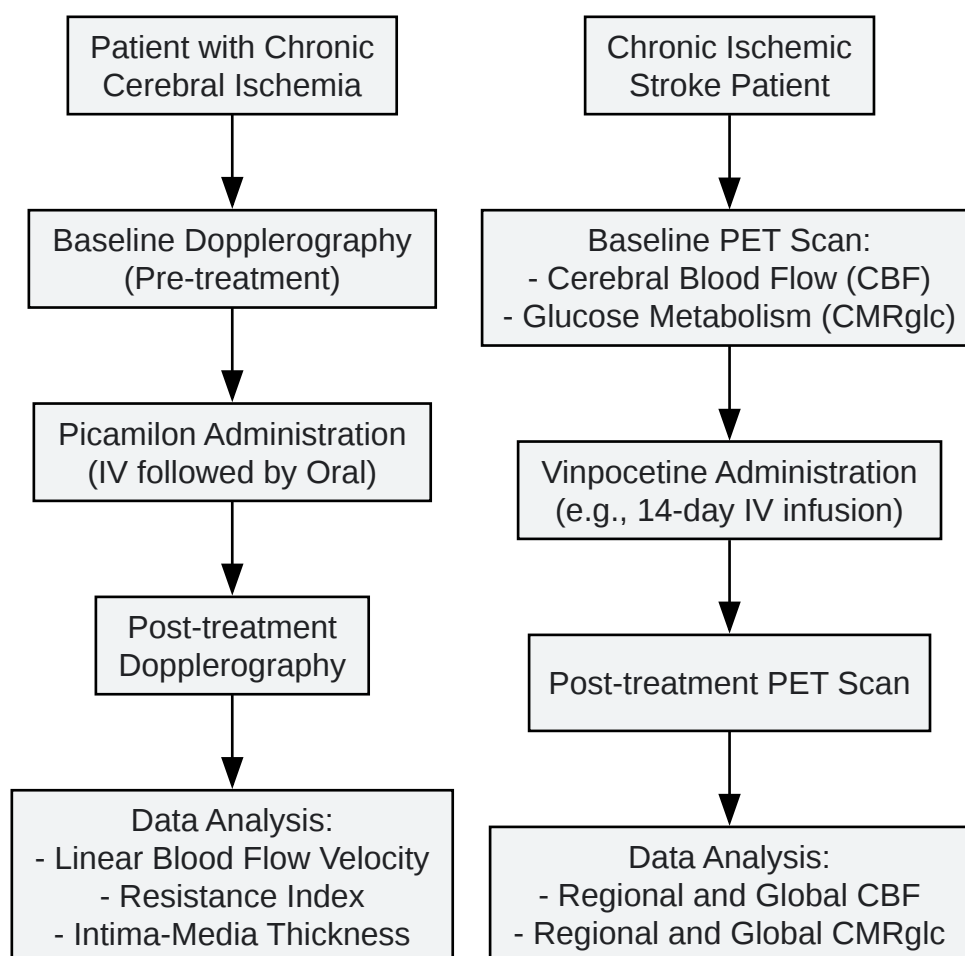 Patient with Chronic
Cerebral Ischemia
Baseline Dopplerography
(Pre-treatment)
Picamilon Administration
(IV followed by Oral)
Post-treatment
Dopplerography
Data Analysis:
- Linear Blood Flow Velocity
- Resistance Index
- Intima-Media Thickness
Chronic Ischemic
Stroke Patient
Baseline PET Scan:
- Cerebral Blood Flow (CBF)
- Glucose Metabolism (CMRglc)
Vinpocetine Administration
(e.g., 14-day IV infusion)
Post-treatment PET Scan
Data Analysis:
- Regional and Global CBF
- Regional and Global CMRglc